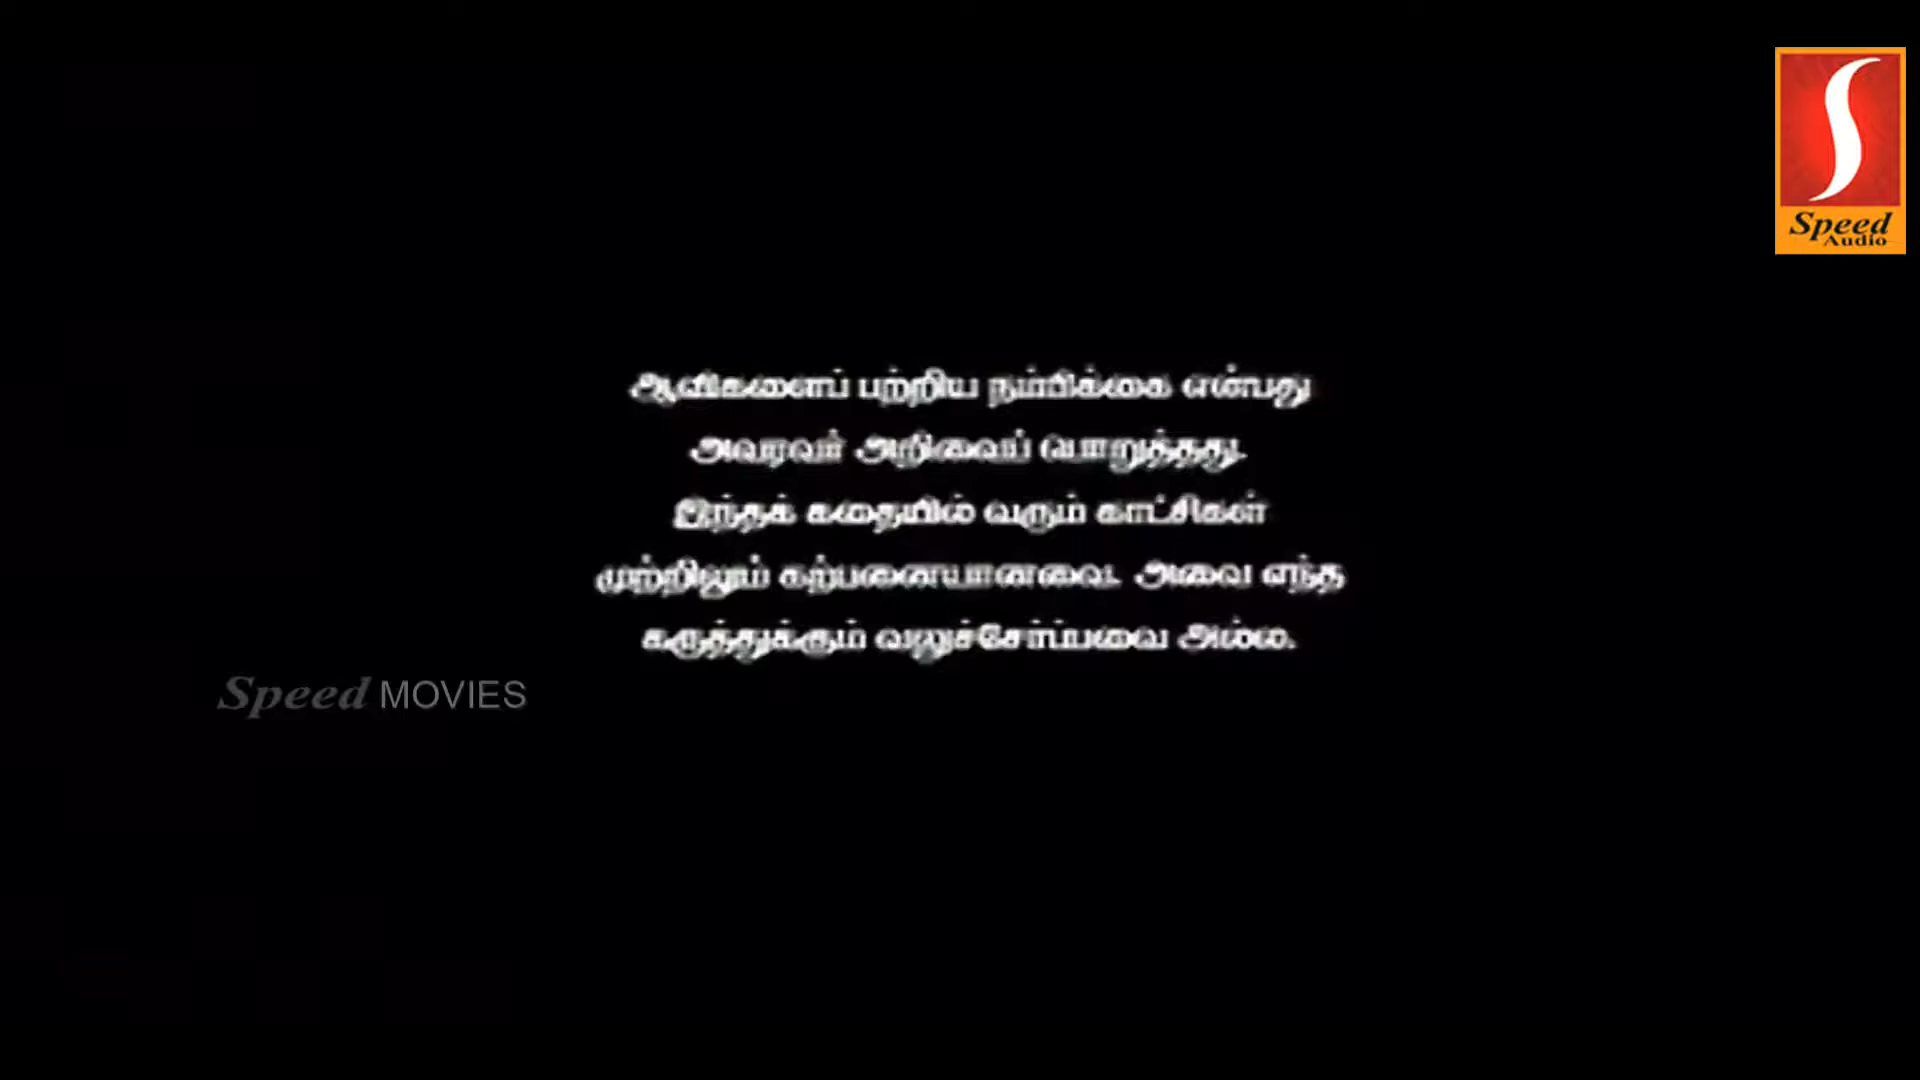 ஆவிகளைப் பற்றிய நம்பிக்கை என்பது
அவரவர் அறிவைப் பொறுத்தது.
இந்தக் கதையில் வரும் காட்சிகள்
முற்றிலும் கற்பனையானவை. அவை எந்த
கருத்துக்கும் வலுச்சேர்ப்பவை அல்ல.
Speed MOVIES
Speed
Audio